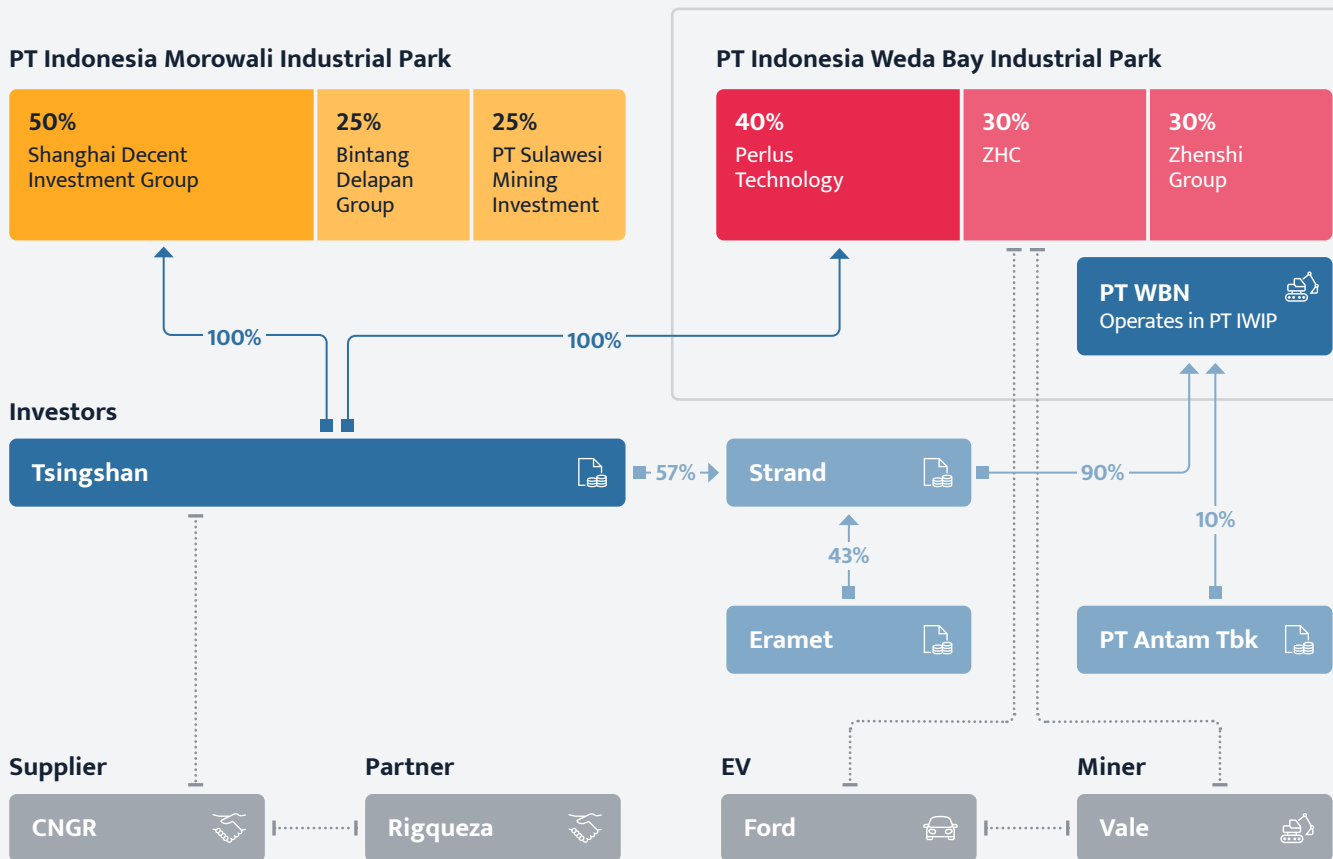 PT Indonesia Morowali Industrial Park
50%
Shanghai Decent
Investment Group
25%
Bintang
Delapan
Group
25%
PT Sulawesi
Mining
Investment
PT Indonesia Weda Bay Industrial Park
40%
Perlus
Technology
30%
ZHC
30%
Zhenshi
Group
PT WBN
Operates in PT IWIP
100%
100%
Investors
Tsingshan
57%
Strand
90%
10%
43%
Eramet
PT Antam Tbk
Supplier
CNGR
Partner
Rigqueza
EV
Ford
Miner
Vale